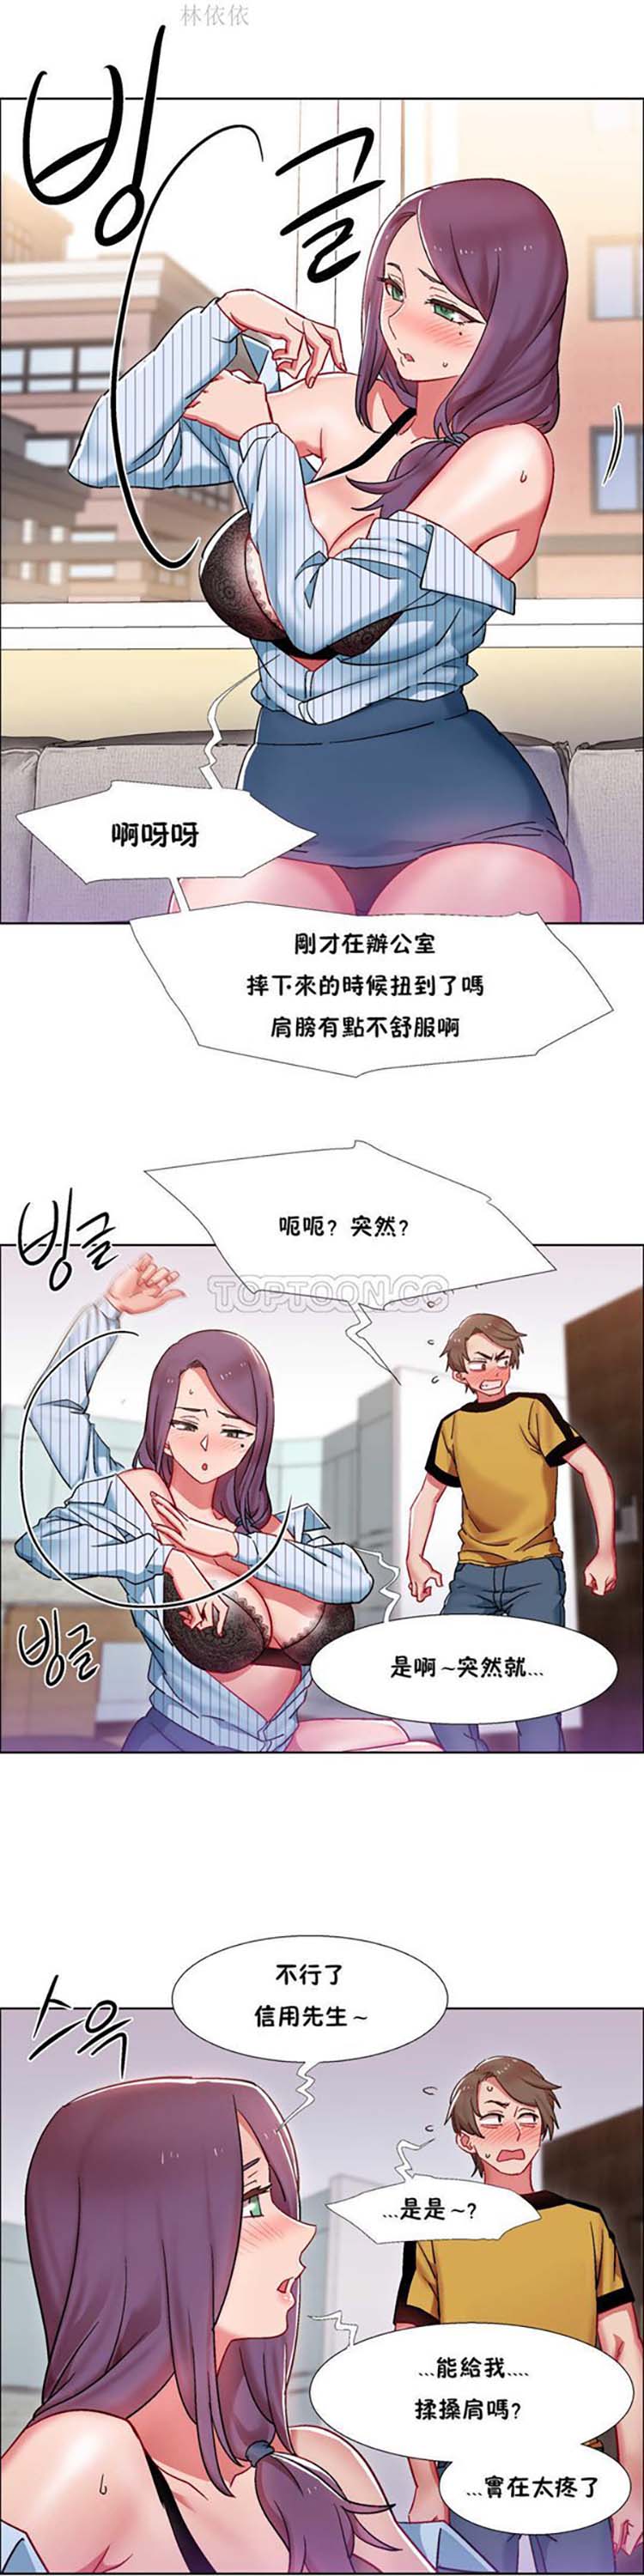 林依依
빙
글
啊呀呀
剛才在辦公室
摔下來的時候扭到了嗎
肩膀有點不舒服啊
呃呃? 突然?
빙글
TOPTOON.CC
빙글
是啊~突然就...
不行了
信用先生~
스윽
...是是~?
...能給我....
揉搡肩嗎?
...實在太疼了